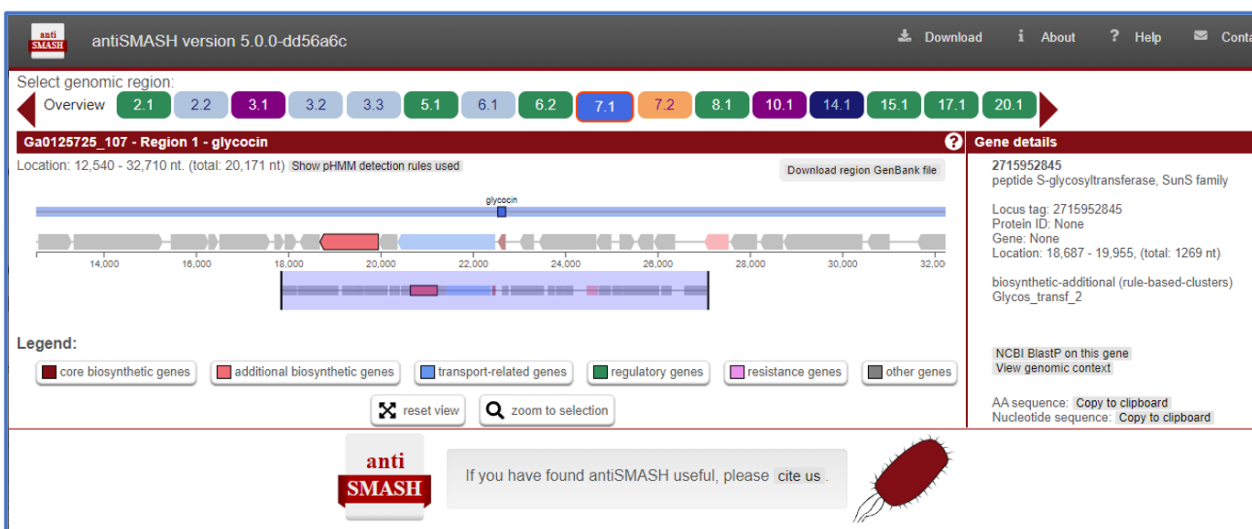 anti
SMASH
antiSMASH version 5.0.0-dd56a6c
Download
About
Help
Conta
Select genomic region:
Overview 2.1 2.2 3.1 3.2 3.3 5.1 6.1 6.2 7.1 7.2 8.1 10.1 14.1 15.1 17.1 20.1
Ga0125725_107 - Region 1 - glycocin
?
Location: 12,540 - 32,710 nt. (total: 20,171 nt) Show pHMM detection rules used
Download region GenBank file
glycocin
14,000 16,000 18,000 20,000 22,000 24,000 26,000 28,000 30,000 32,0
Legend:
core biosynthetic genes additional biosynthetic genes transport-related genes regulatory genes resistance genes other genes
reset view zoom to selection
Gene details
2715952845
peptide S-glycosyltransferase, SunS family
Locus tag: 2715952845
Protein ID: None
Gene: None
Location: 18,687 - 19,955, (total: 1269 nt)
biosynthetic-additional (rule-based-clusters)
Glycos_transf_2
NCBI BlastP on this gene
View genomic context
AA sequence: Copy to clipboard
Nucleotide sequence: Copy to clipboard
anti
SMASH
If you have found antiSMASH useful, please cite us .